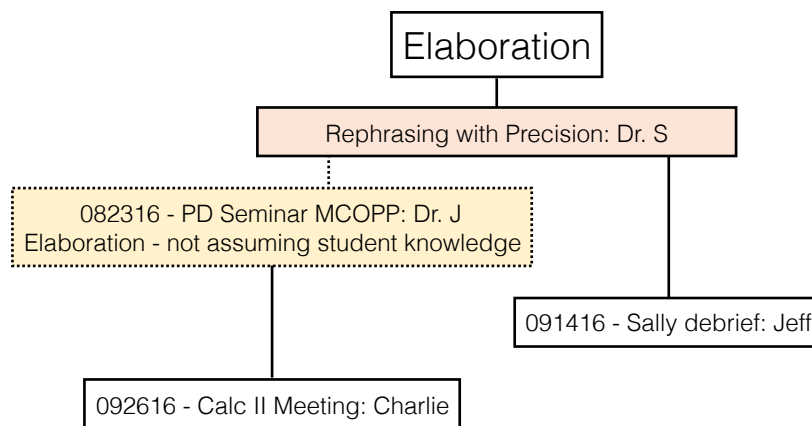 Elaboration
Rephrasing with Precision: Dr. S
082316 - PD Seminar MCOPP: Dr. J
Elaboration - not assuming student knowledge
091416 - Sally debrief: Jeff
092616 - Calc II Meeting: Charlie